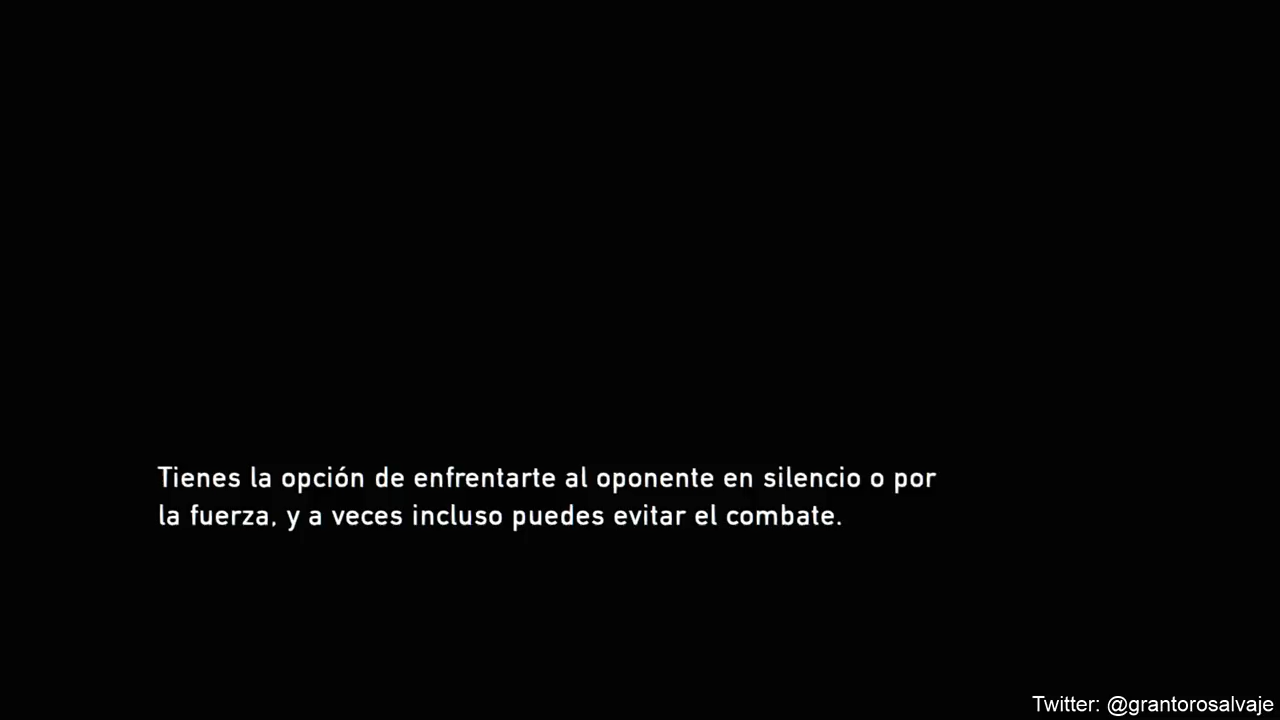 Tienes la opción de enfrentarte al oponente en silencio o por
la fuerza, y a veces incluso puedes evitar el combate.
Twitter: @grantorosalvaje